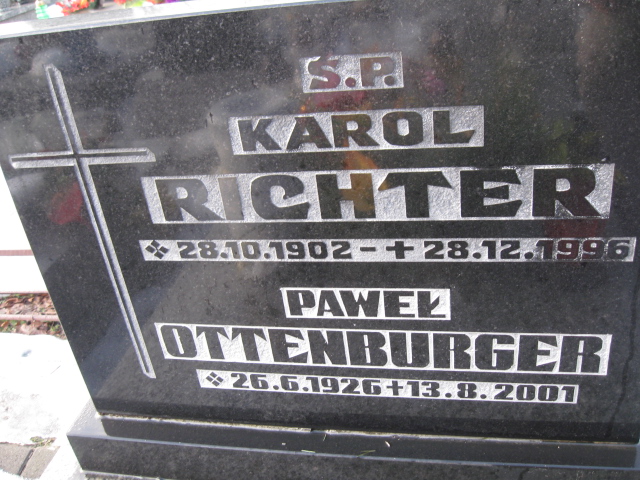 S.P.
KAROL
RICHTER
28.10.1902 - + 28.12.1996
PAWEŁ
OTTENBURGER
26.6.1926 + 13.8.2001